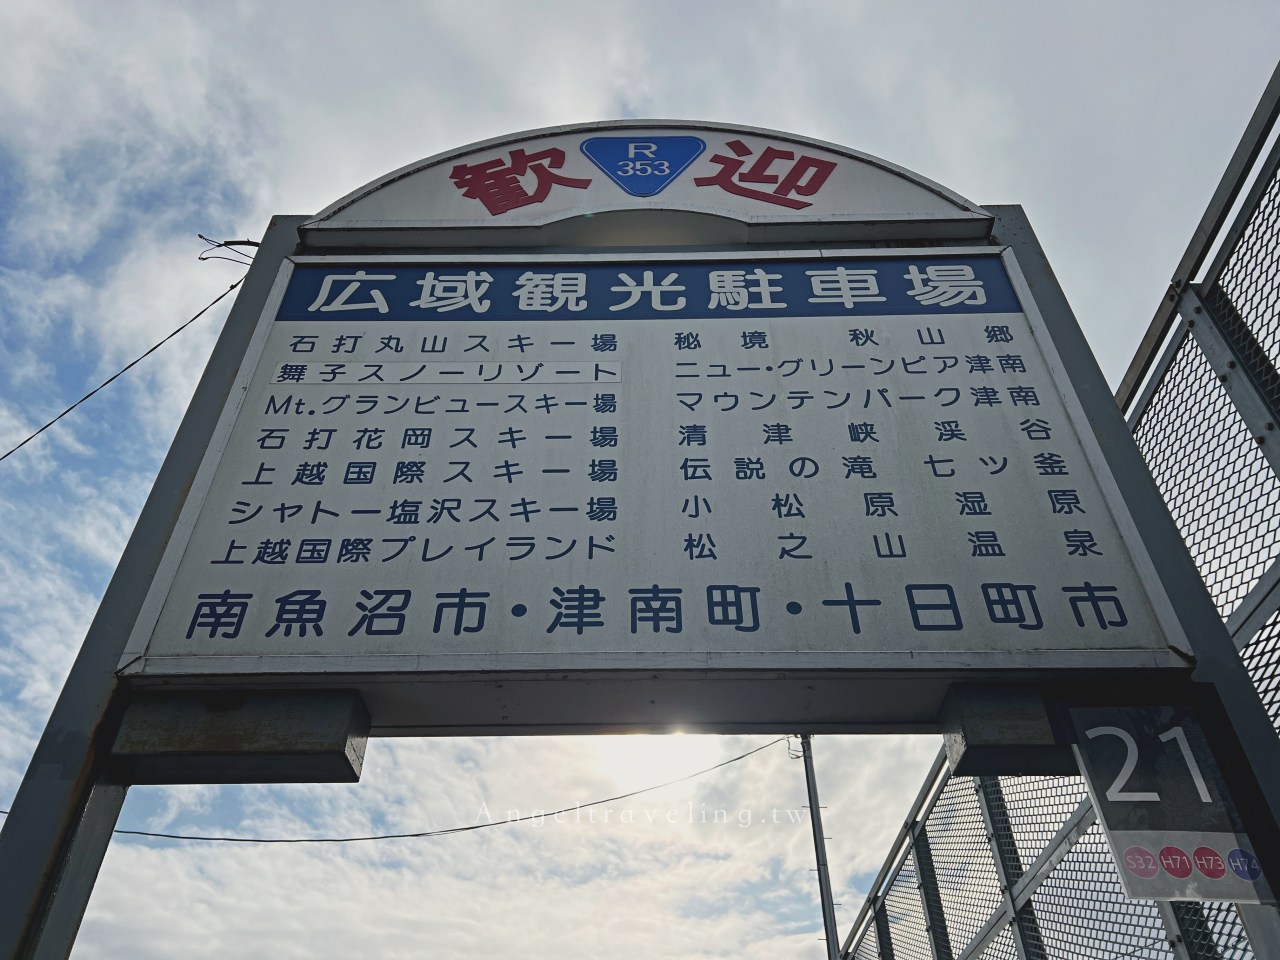 歓 R 353 迎
広域観光駐車場
石打丸山スキー場
舞子スノーリゾート
Mt.グランビュースキー場
石打花岡スキー場
上越国際スキー場
シャトー塩沢スキー場
上越国際プレイランド
秘境 秋山郷
ニュー・グリーンピア津南
マウンテンパーク津南
清津峡渓谷
伝説の滝 七ツ釜
小松原湿原
松之山温泉
南魚沼市・津南町・十日町市
21
S32 H71 H73 H74
Angeltraveling.tw